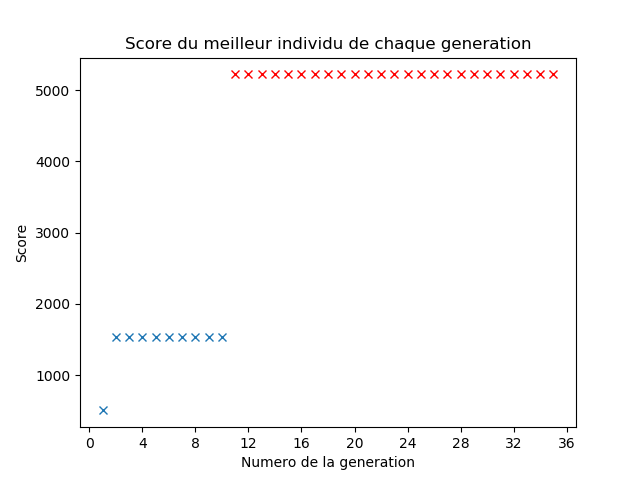 Score du meilleur individu de chaque generation
5000
4000
3000
2000
1000
Score
0 4 8 12 16 20 24 28 32 36
Numero de la generation